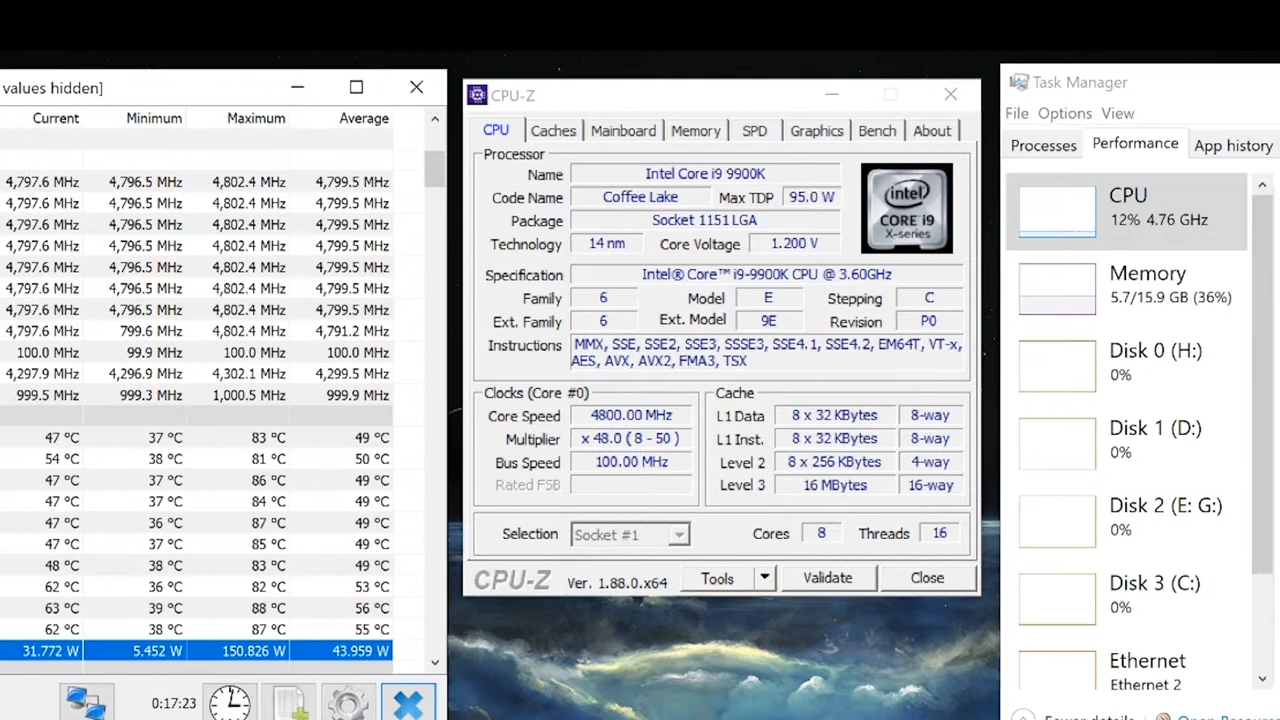 values hidden]
Current Minimum Maximum Average
4,797.6 MHz 4,796.5 MHz 4,802.4 MHz 4,799.5 MHz
4,797.6 MHz 4,796.5 MHz 4,802.4 MHz 4,799.5 MHz
4,797.6 MHz 4,796.5 MHz 4,802.4 MHz 4,799.5 MHz
4,797.6 MHz 4,796.5 MHz 4,802.4 MHz 4,799.5 MHz
4,797.6 MHz 4,796.5 MHz 4,802.4 MHz 4,799.5 MHz
4,797.6 MHz 4,796.5 MHz 4,802.4 MHz 4,799.5 MHz
4,797.6 MHz 4,796.5 MHz 4,802.4 MHz 4,799.5 MHz
4,797.6 MHz 799.6 MHz 4,802.4 MHz 4,791.2 MHz
100.0 MHz 99.9 MHz 100.0 MHz 100.0 MHz
4,297.9 MHz 4,296.9 MHz 4,302.1 MHz 4,299.5 MHz
999.5 MHz 999.3 MHz 1,000.5 MHz 999.9 MHz
47 °C 37 °C 83 °C 49 °C
54 °C 38 °C 81 °C 50 °C
47 °C 37 °C 86 °C 49 °C
47 °C 37 °C 84 °C 49 °C
47 °C 36 °C 87 °C 49 °C
47 °C 37 °C 85 °C 49 °C
48 °C 38 °C 83 °C 49 °C
62 °C 36 °C 82 °C 53 °C
63 °C 39 °C 88 °C 56 °C
62 °C 38 °C 87 °C 55 °C
31.772 W 5.452 W 150.826 W 43.959 W
0:17:23
CPU-Z
CPU Caches Mainboard Memory SPD Graphics Bench About
Processor
Name Intel Core i9 9900K
Code Name Coffee Lake Max TDP 95.0 W
Package Socket 1151 LGA
Technology 14 nm Core Voltage 1.200 V
intel
CORE i9
X-series
Specification Intel® Core™ i9-9900K CPU @ 3.60GHz
Family 6 Model E Stepping C
Ext. Family 6 Ext. Model 9E Revision P0
Instructions MMX, SSE, SSE2, SSE3, SSSE3, SSE4.1, SSE4.2, EM64T, VT-x,
AES, AVX, AVX2, FMA3, TSX
Clocks (Core #0)
Core Speed 4800.00 MHz
Multiplier x 48.0 ( 8 - 50 )
Bus Speed 100.00 MHz
Rated FSB
Cache
L1 Data 8 x 32 KBytes 8-way
L1 Inst. 8 x 32 KBytes 8-way
Level 2 8 x 256 KBytes 4-way
Level 3 16 MBytes 16-way
Selection Socket #1 Cores 8 Threads 16
CPU-Z Ver. 1.88.0.x64 Tools Validate Close
Task Manager
File Options View
Processes Performance App history
CPU
12% 4.76 GHz
Memory
5.7/15.9 GB (36%)
Disk 0 (H:)
0%
Disk 1 (D:)
0%
Disk 2 (E: G:)
0%
Disk 3 (C:)
0%
Ethernet
Ethernet 2
Fewer details